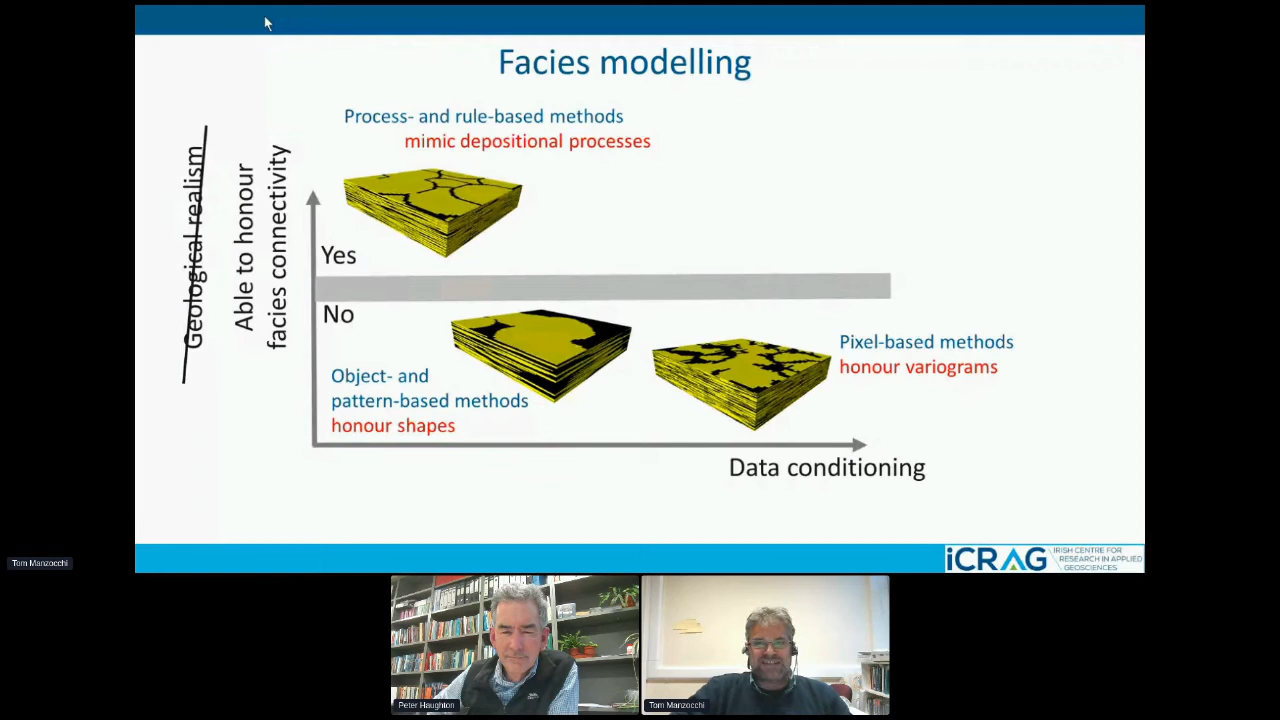 Facies modelling
Process- and rule-based methods
mimic depositional processes
Geological realism
Able to honour
facies connectivity
Yes
No
Object- and
pattern-based methods
honour shapes
Pixel-based methods
honour variograms
Data conditioning
iCRAG
IRISH CENTRE FOR
RESEARCH IN APPLIED
GEOSCIENCES
Tom Manzocchi
Peter Haughton
Tom Manzocchi